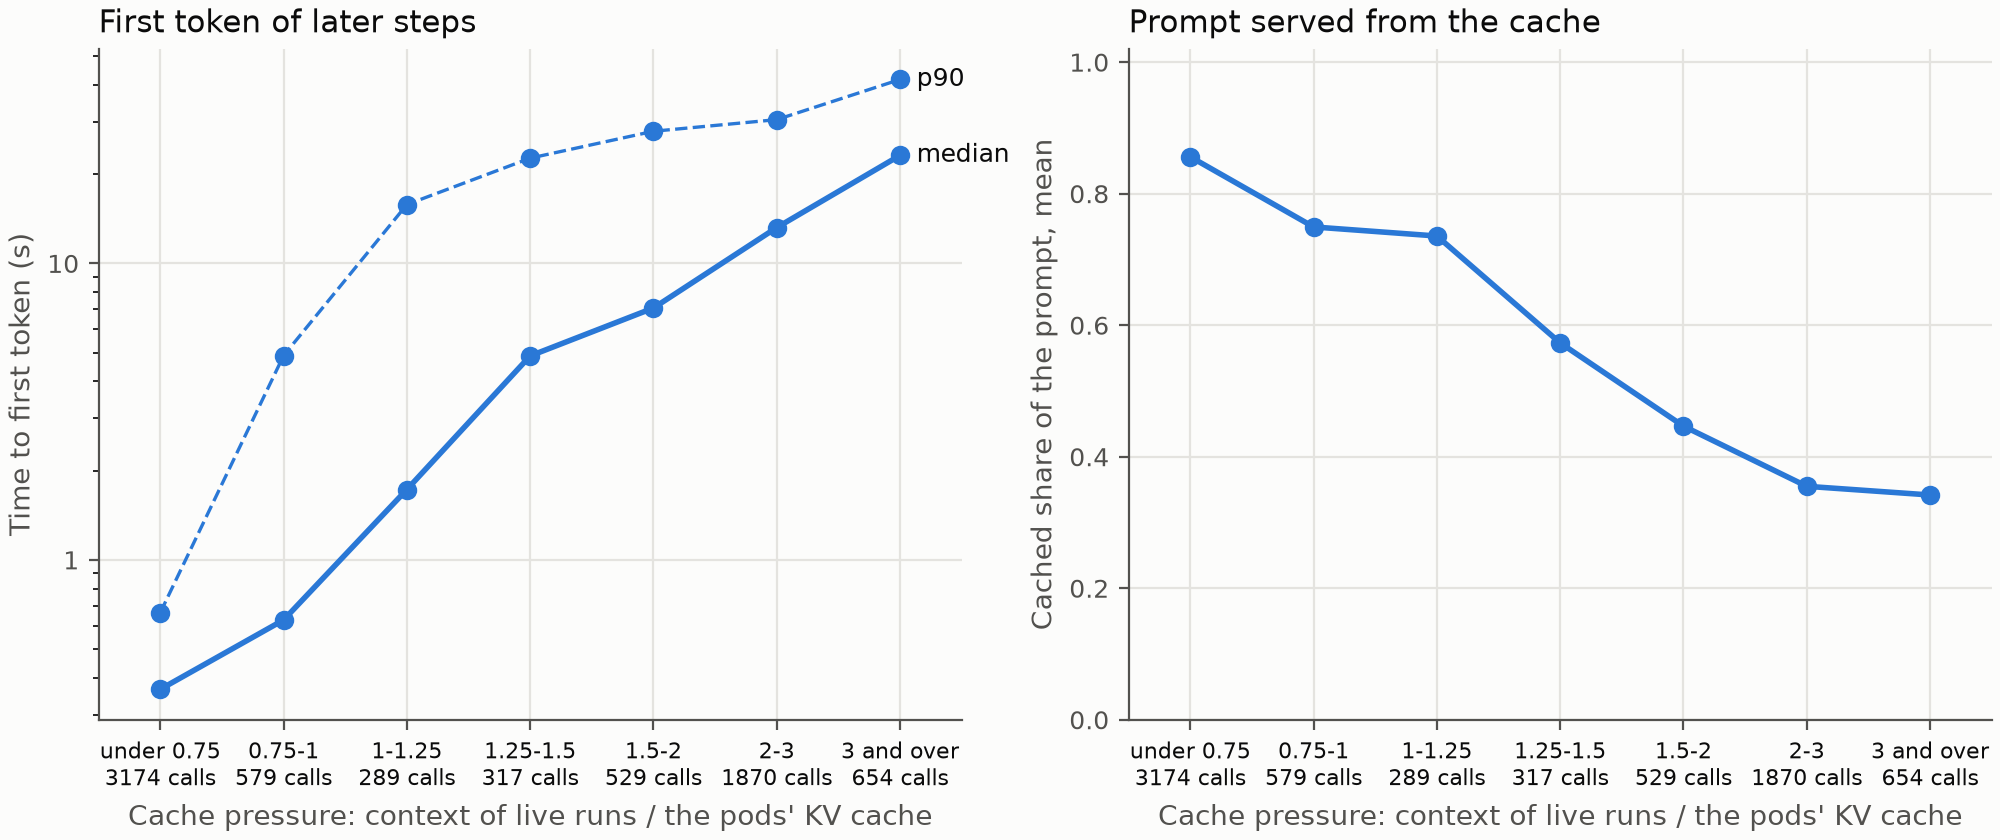 First token of later steps
p90
median
Time to first token (s)
10
1
under 0.75
3174 calls
0.75-1
579 calls
1-1.25
289 calls
1.25-1.5
317 calls
1.5-2
529 calls
2-3
1870 calls
3 and over
654 calls
Cache pressure: context of live runs / the pods' KV cache
Prompt served from the cache
Cached share of the prompt, mean
1.0
0.8
0.6
0.4
0.2
0.0
under 0.75
3174 calls
0.75-1
579 calls
1-1.25
289 calls
1.25-1.5
317 calls
1.5-2
529 calls
2-3
1870 calls
3 and over
654 calls
Cache pressure: context of live runs / the pods' KV cache